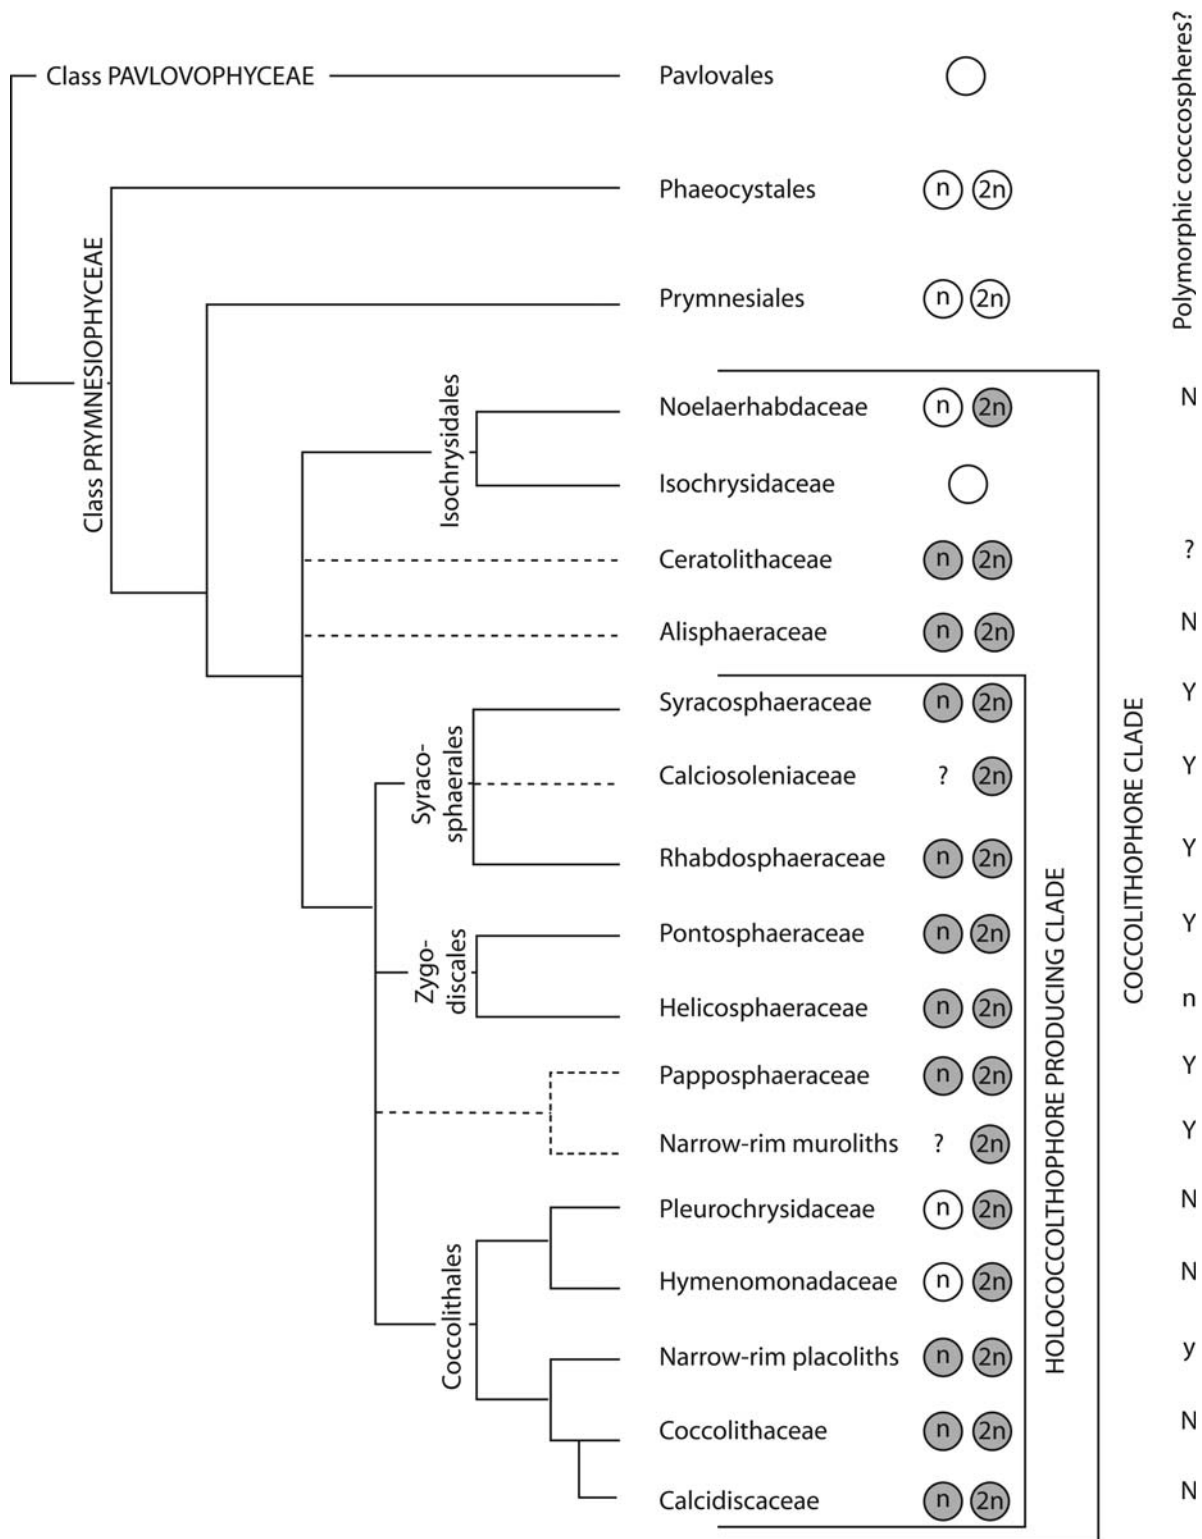 Polymorphic cocccospheres?
Class PAVLOVOPHYCEAE
Pavlovales
Class PRYMNESIOPHYCEAE
Phaeocystales n 2n
Prymnesiales n 2n
Isochrysidales
Noelaerhabdaceae n 2n N
Isochrysidaceae
Ceratolithaceae n 2n ?
Alisphaeraceae n 2n N
Syraco-
sphaerales
Syracosphaeraceae n 2n Y
Calciosoleniaceae ? 2n Y
Rhabdosphaeraceae n 2n Y
Zygo-
discales
Pontosphaeraceae n 2n Y
Helicosphaeraceae n 2n n
Papposphaeraceae n 2n Y
Narrow-rim muroliths ? 2n Y
Coccolithales
Pleurochrysidaceae n 2n N
Hymenomonadaceae n 2n N
Narrow-rim placoliths n 2n y
Coccolithaceae n 2n N
Calcidiscaceae n 2n N
HOLOCOCCOLTHOPHORE PRODUCING CLADE
COCCOLITHOPHORE CLADE